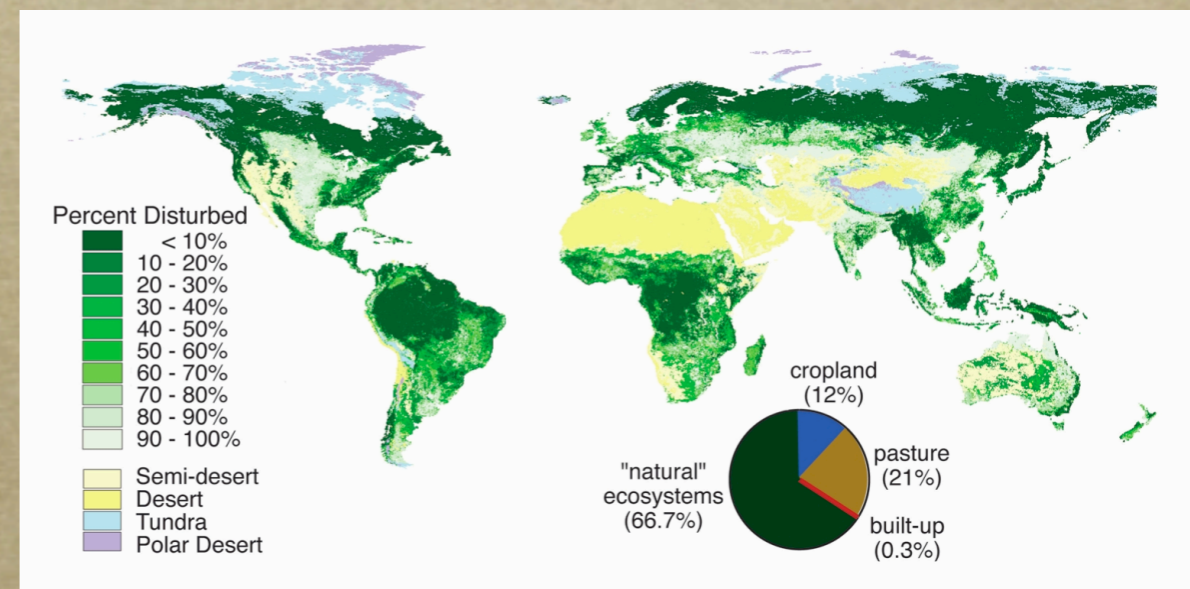 Percent Disturbed
< 10%
10 - 20%
20 - 30%
30 - 40%
40 - 50%
50 - 60%
60 - 70%
70 - 80%
80 - 90%
90 - 100%
Semi-desert
Desert
Tundra
Polar Desert
cropland
(12%)
pasture
(21%)
"natural"
ecosystems
(66.7%)
built-up
(0.3%)